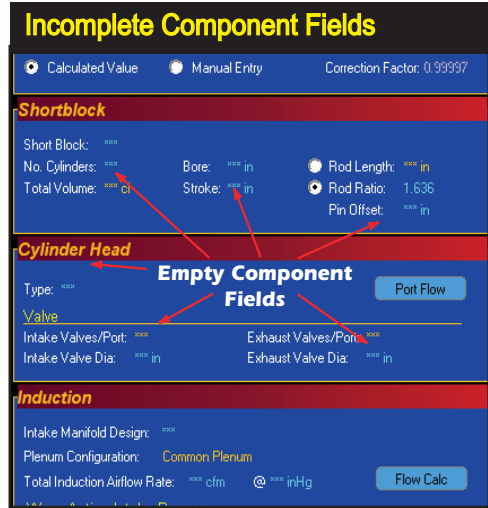 Incomplete Component Fields
Calculated Value Manual Entry Correction Factor: 0.99997
Shortblock
Short Block: ***
No. Cylinders: *** Bore: *** in Rod Length: *** in
Total Volume: *** ci Stroke: *** in Rod Ratio: 1.636
Pin Offset: *** in
Cylinder Head
Empty Component
Fields
Type: *** Port Flow
Valve
Intake Valves/Port: *** Exhaust Valves/Port: ***
Intake Valve Dia: *** in Exhaust Valve Dia: *** in
Induction
Intake Manifold Design: ***
Plenum Configuration: Common Plenum
Total Induction Airflow Rate: *** cfm @ *** inHg Flow Calc